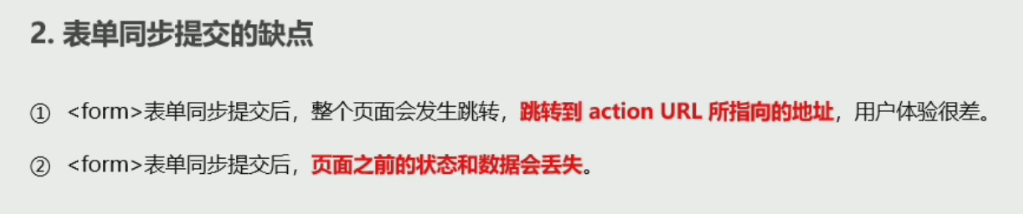 2. 表单同步提交的缺点
① <form>表单同步提交后，整个页面会发生跳转，跳转到 action URL 所指向的地址，用户体验很差。
② <form>表单同步提交后，页面之前的状态和数据会丢失。